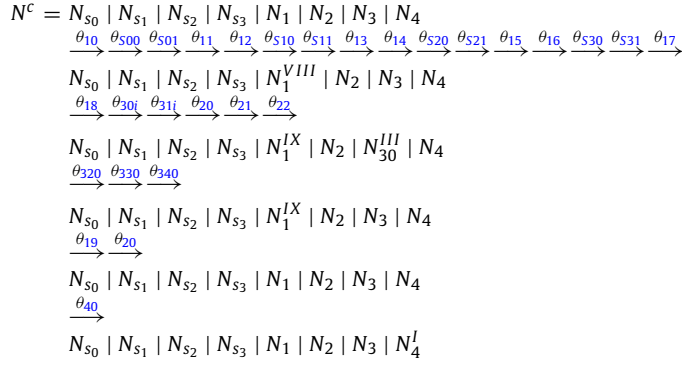 N^c = N_{s_0} | N_{s_1} | N_{s_2} | N_{s_3} | N_1 | N_2 | N_3 | N_4
θ_{10} θ_{S00} θ_{S01} θ_{11} θ_{12} θ_{S10} θ_{S11} θ_{13} θ_{14} θ_{S20} θ_{S21} θ_{15} θ_{16} θ_{S30} θ_{S31} θ_{17}
N_{s_0} | N_{s_1} | N_{s_2} | N_{s_3} | N_1^{VIII} | N_2 | N_3 | N_4
θ_{18} θ_{30i} θ_{31i} θ_{20} θ_{21} θ_{22}
N_{s_0} | N_{s_1} | N_{s_2} | N_{s_3} | N_1^{IX} | N_2 | N_{30}^{III} | N_4
θ_{320} θ_{330} θ_{340}
N_{s_0} | N_{s_1} | N_{s_2} | N_{s_3} | N_1^{IX} | N_2 | N_3 | N_4
θ_{19} θ_{20}
N_{s_0} | N_{s_1} | N_{s_2} | N_{s_3} | N_1 | N_2 | N_3 | N_4
θ_{40}
N_{s_0} | N_{s_1} | N_{s_2} | N_{s_3} | N_1 | N_2 | N_3 | N_4^I